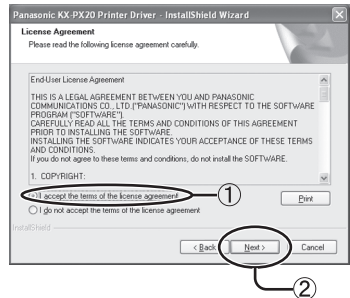 Panasonic KX-PX20 Printer Driver - InstallShield Wizard
License Agreement
Please read the following license agreement carefully.
End-User License Agreement
THIS IS A LEGAL AGREEMENT BETWEEN YOU AND PANASONIC
COMMUNICATIONS CO., LTD.("PANASONIC") WITH RESPECT TO THE SOFTWARE
PROGRAM ("SOFTWARE").
CAREFULLY READ ALL THE TERMS AND CONDITIONS OF THIS AGREEMENT
PRIOR TO INSTALLING THE SOFTWARE.
INSTALLING THE SOFTWARE INDICATES YOUR ACCEPTANCE OF THESE TERMS
AND CONDITIONS.
If you do not agree to these terms and conditions, do not install the SOFTWARE.
1. COPYRIGHT:
I accept the terms of the license agreement
1
Print
I do not accept the terms of the license agreement
InstallShield
< Back
Next >
Cancel
2